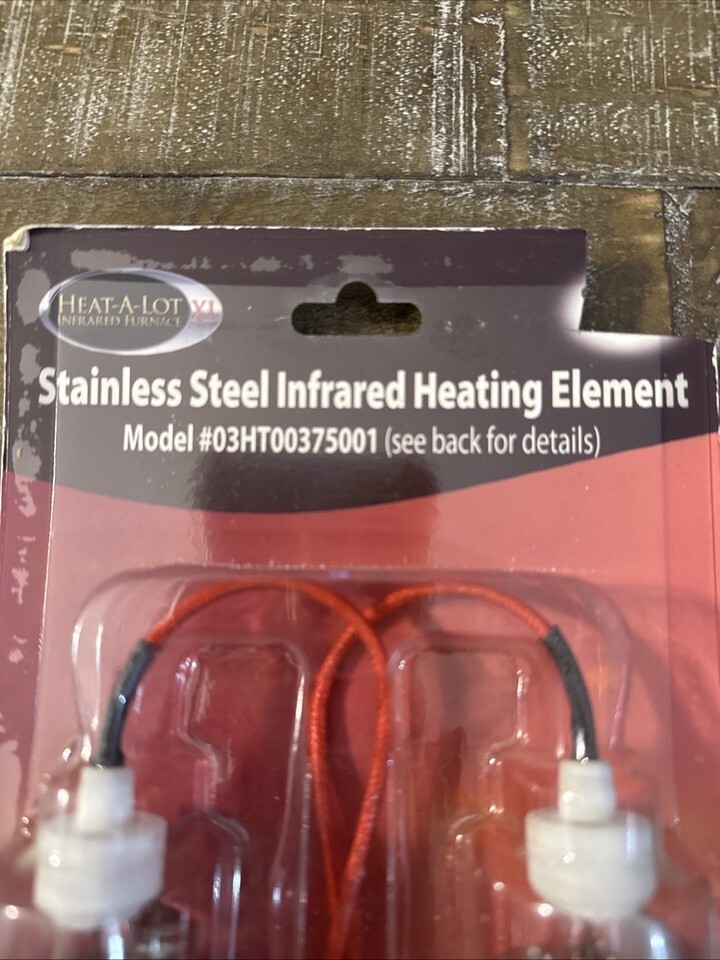 HEAT-A-LOT XL
INFRARED FURNACE
Stainless Steel Infrared Heating Element
Model #03HT00375001 (see back for details)